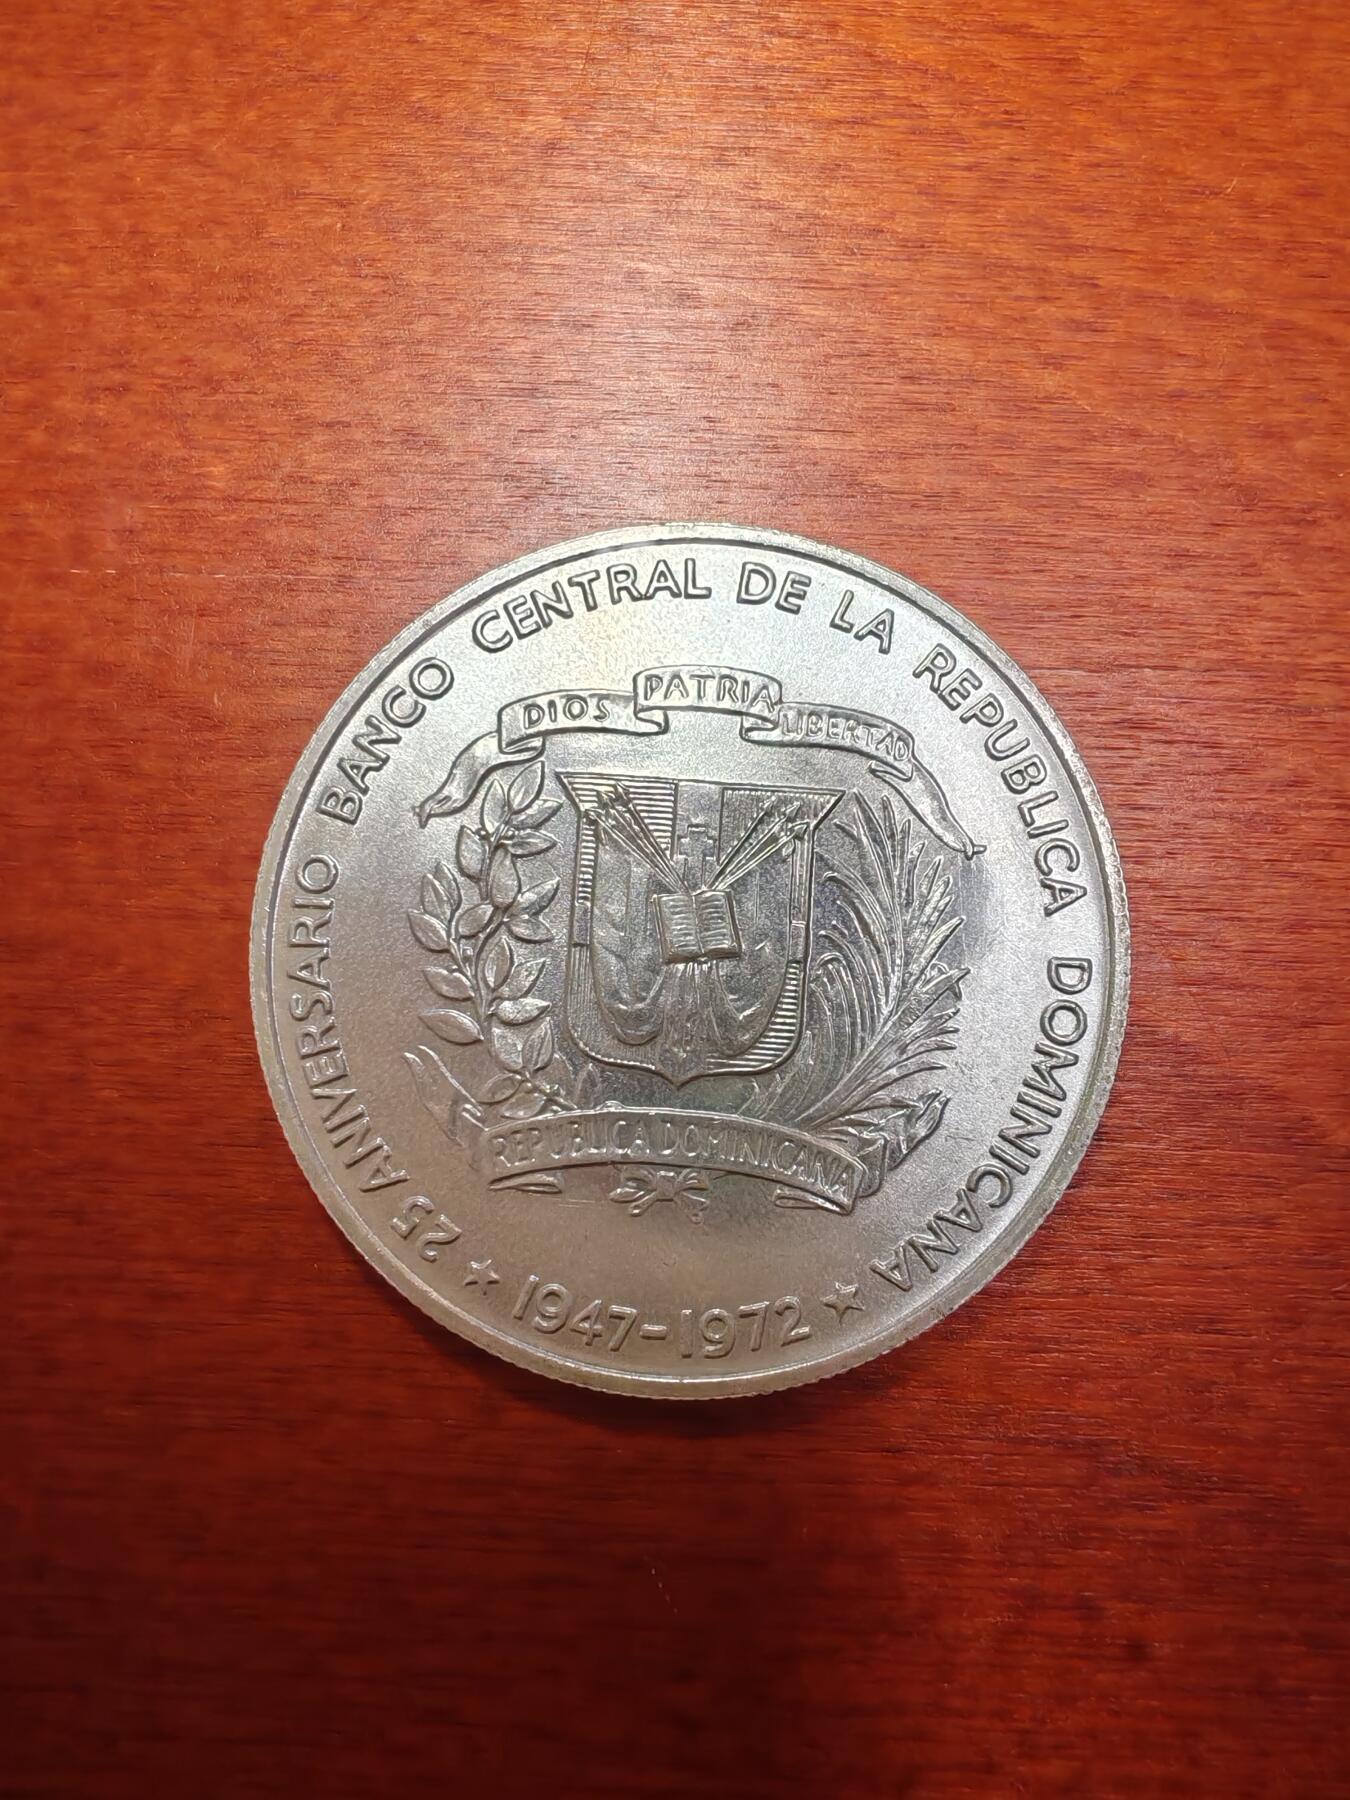 25 ANIVERSARIO BANCO CENTRAL DE LA REPUBLICA DOMINICANA
★ 1947-1972 ★
DIOS PATRIA LIBERTAD
REPUBLICA DOMINICANA